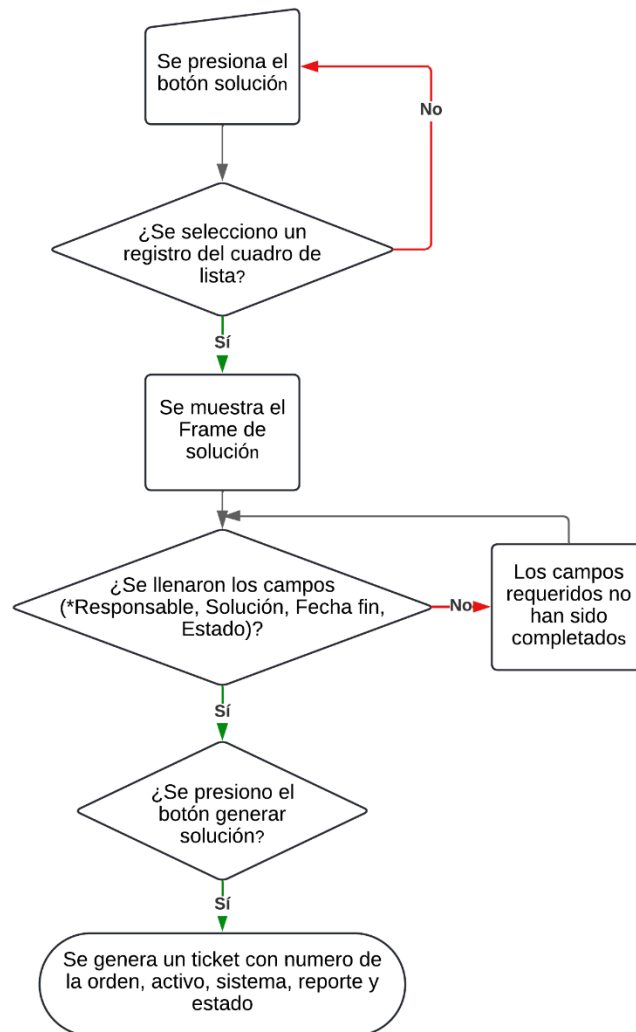 Se presiona el
botón solución
No
¿Se selecciono un
registro del cuadro de
lista?
Sí
Se muestra el
Frame de
solución
¿Se llenaron los campos
(*Responsable, Solución, Fecha fin,
Estado)?
No
Los campos
requeridos no
han sido
completados
Sí
¿Se presiono el
botón generar
solución?
Sí
Se genera un ticket con numero de
la orden, activo, sistema, reporte y
estado